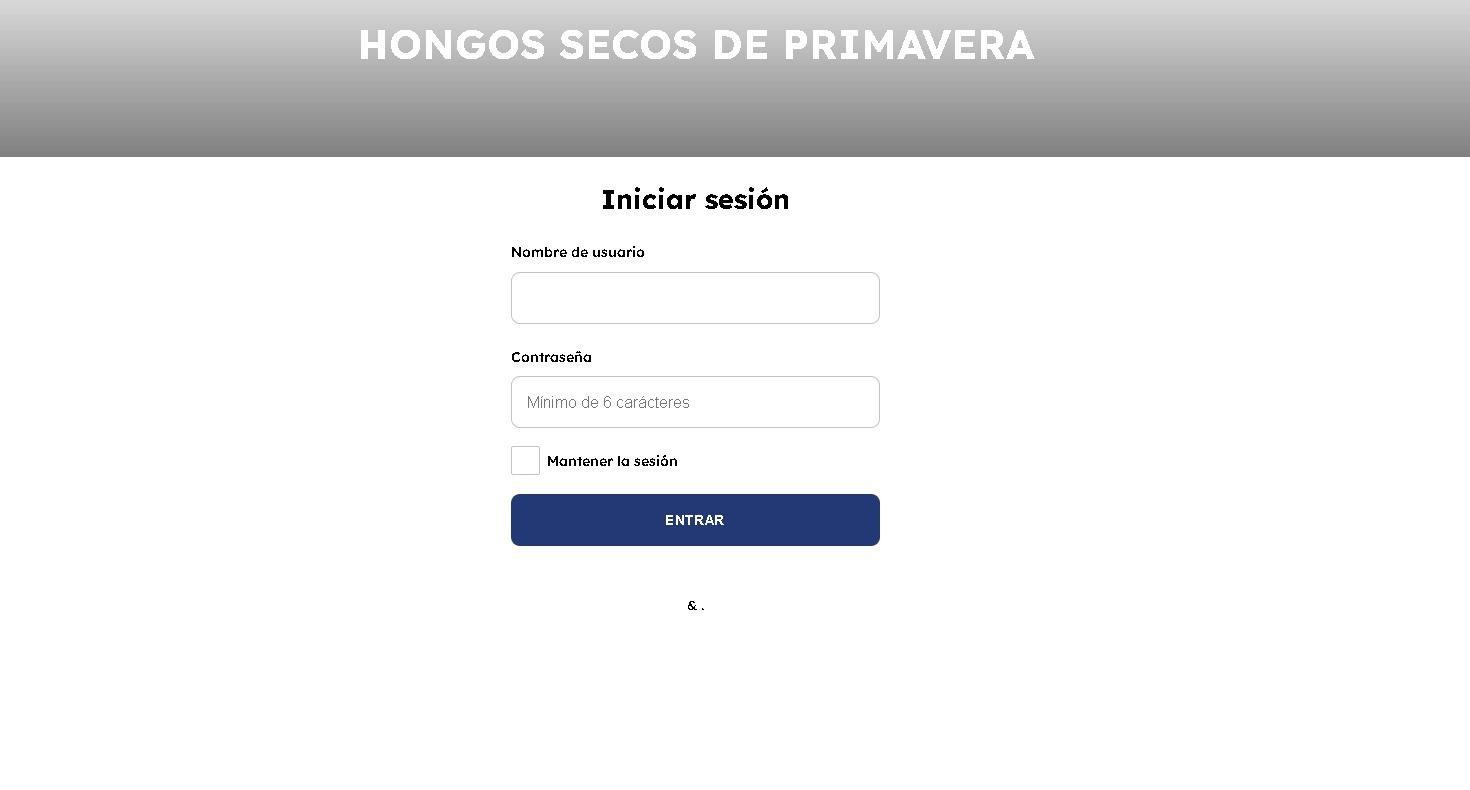 HONGOS SECOS DE PRIMAVERA
Iniciar sesión
Nombre de usuario
Contraseña
Mínimo de 6 carácteres
Mantener la sesión
ENTRAR
& .